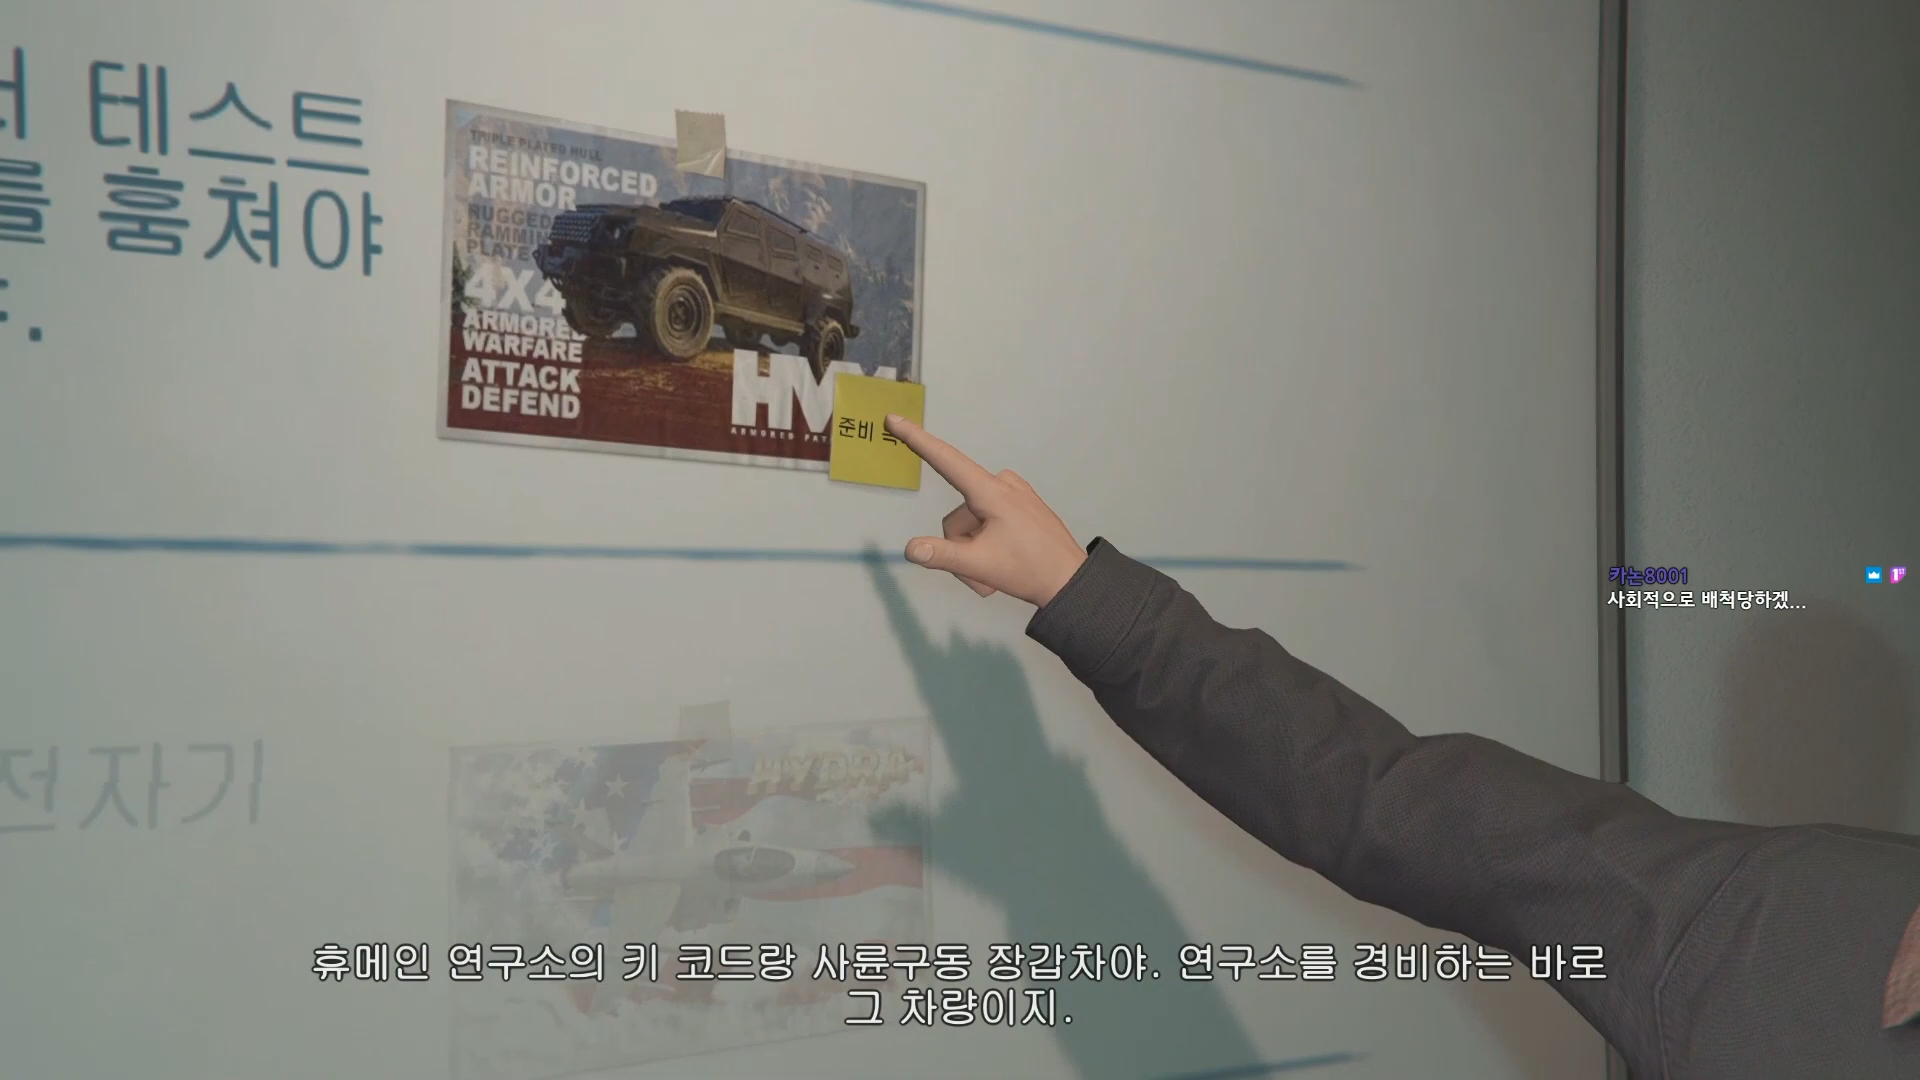 테스트
를 훔쳐야
TRIPLE PLATED HULL
REINFORCED
ARMOR
RUGGED
RAMMING
PLATE
4X4
ARMORED
WARFARE
ATTACK
DEFEND
준비
전자기
HYDRA
카논8001
사회적으로 배척당하겠...
휴메인 연구소의 키 코드랑 사륜구동 장갑차야. 연구소를 경비하는 바로
그 차량이지.